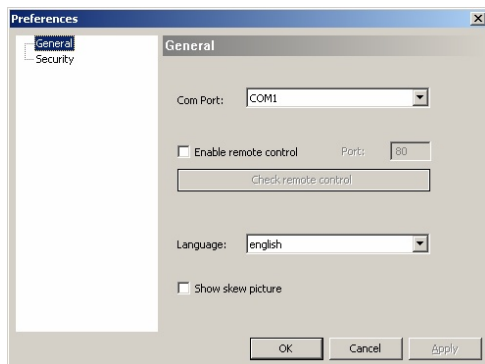 Preferences
General
Security
General
Com Port: COM1
Enable remote control Port: 80
Check remote control
Language: english
Show skew picture
OK Cancel Apply